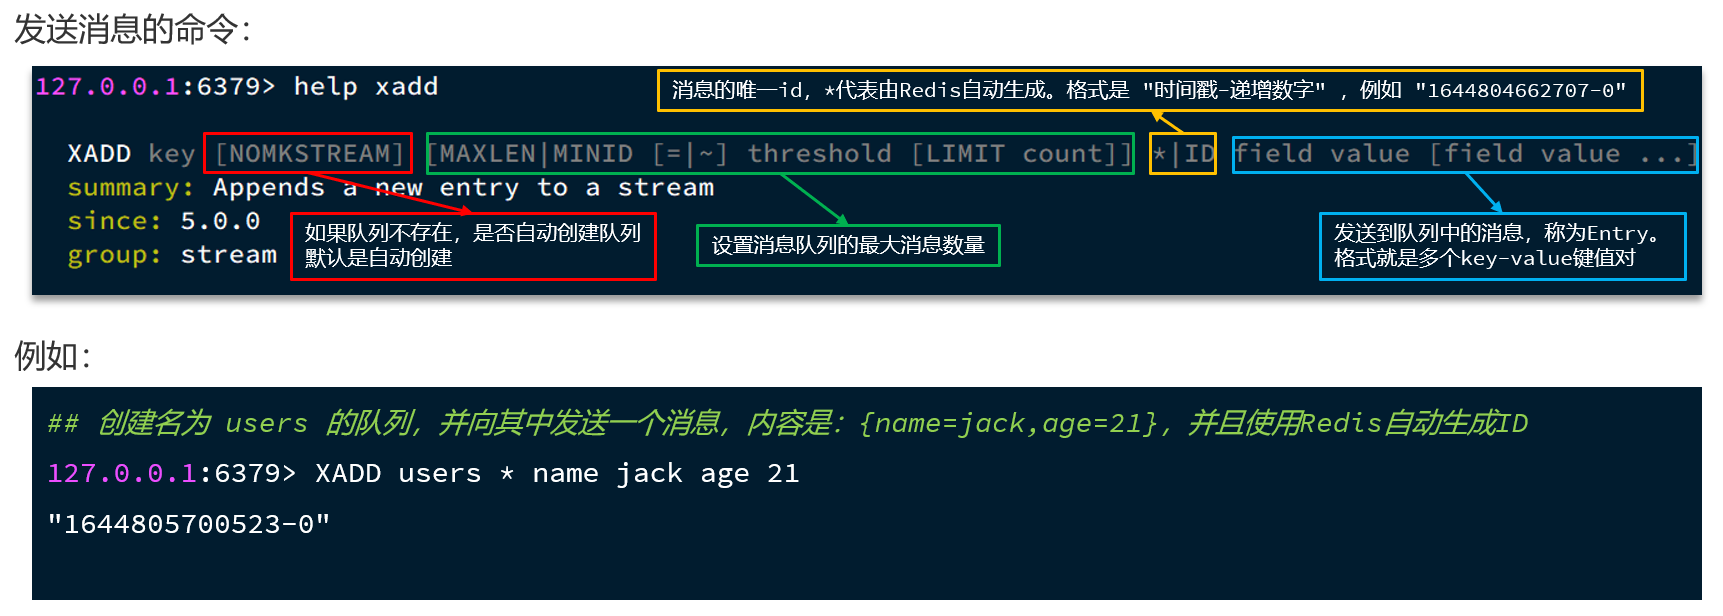 发送消息的命令：
127.0.0.1:6379> help xadd
消息的唯一id，*代表由Redis自动生成。格式是 "时间戳-递增数字" ，例如 "1644804662707-0"
XADD key [NOMKSTREAM] [MAXLEN|MINID [=|~] threshold [LIMIT count]] *|ID field value [field value ...]
summary: Appends a new entry to a stream
since: 5.0.0
group: stream
如果队列不存在，是否自动创建队列
默认是自动创建
设置消息队列的最大消息数量
发送到队列中的消息，称为Entry。
格式就是多个key-value键值对
例如：
## 创建名为 users 的队列，并向其中发送一个消息，内容是：{name=jack,age=21}，并且使用Redis自动生成ID
127.0.0.1:6379> XADD users * name jack age 21
"1644805700523-0"